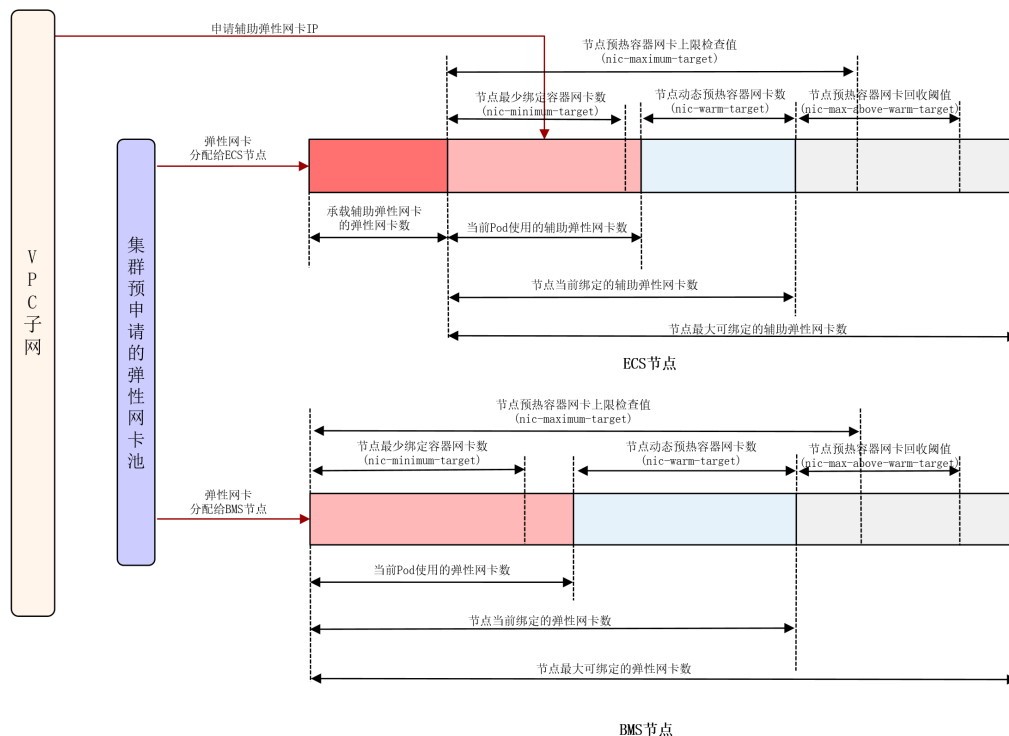 VPC子网
集群预申请的弹性网卡池
申请辅助弹性网卡IP
节点预热容器网卡上限检查值
(nic-maximum-target)
节点最少绑定容器网卡数
(nic-minimum-target)
节点动态预热容器网卡数
(nic-warm-target)
节点预热容器网卡回收阈值
(nic-max-above-warm-target)
弹性网卡
分配给ECS节点
承载辅助弹性网卡
的弹性网卡数
当前Pod使用的辅助弹性网卡数
节点当前绑定的辅助弹性网卡数
节点最大可绑定的辅助弹性网卡数
ECS节点
节点预热容器网卡上限检查值
(nic-maximum-target)
节点最少绑定容器网卡数
(nic-minimum-target)
节点动态预热容器网卡数
(nic-warm-target)
节点预热容器网卡回收阈值
(nic-max-above-warm-target)
弹性网卡
分配给BMS节点
当前Pod使用的弹性网卡数
节点当前绑定的弹性网卡数
节点最大可绑定的弹性网卡数
BMS节点